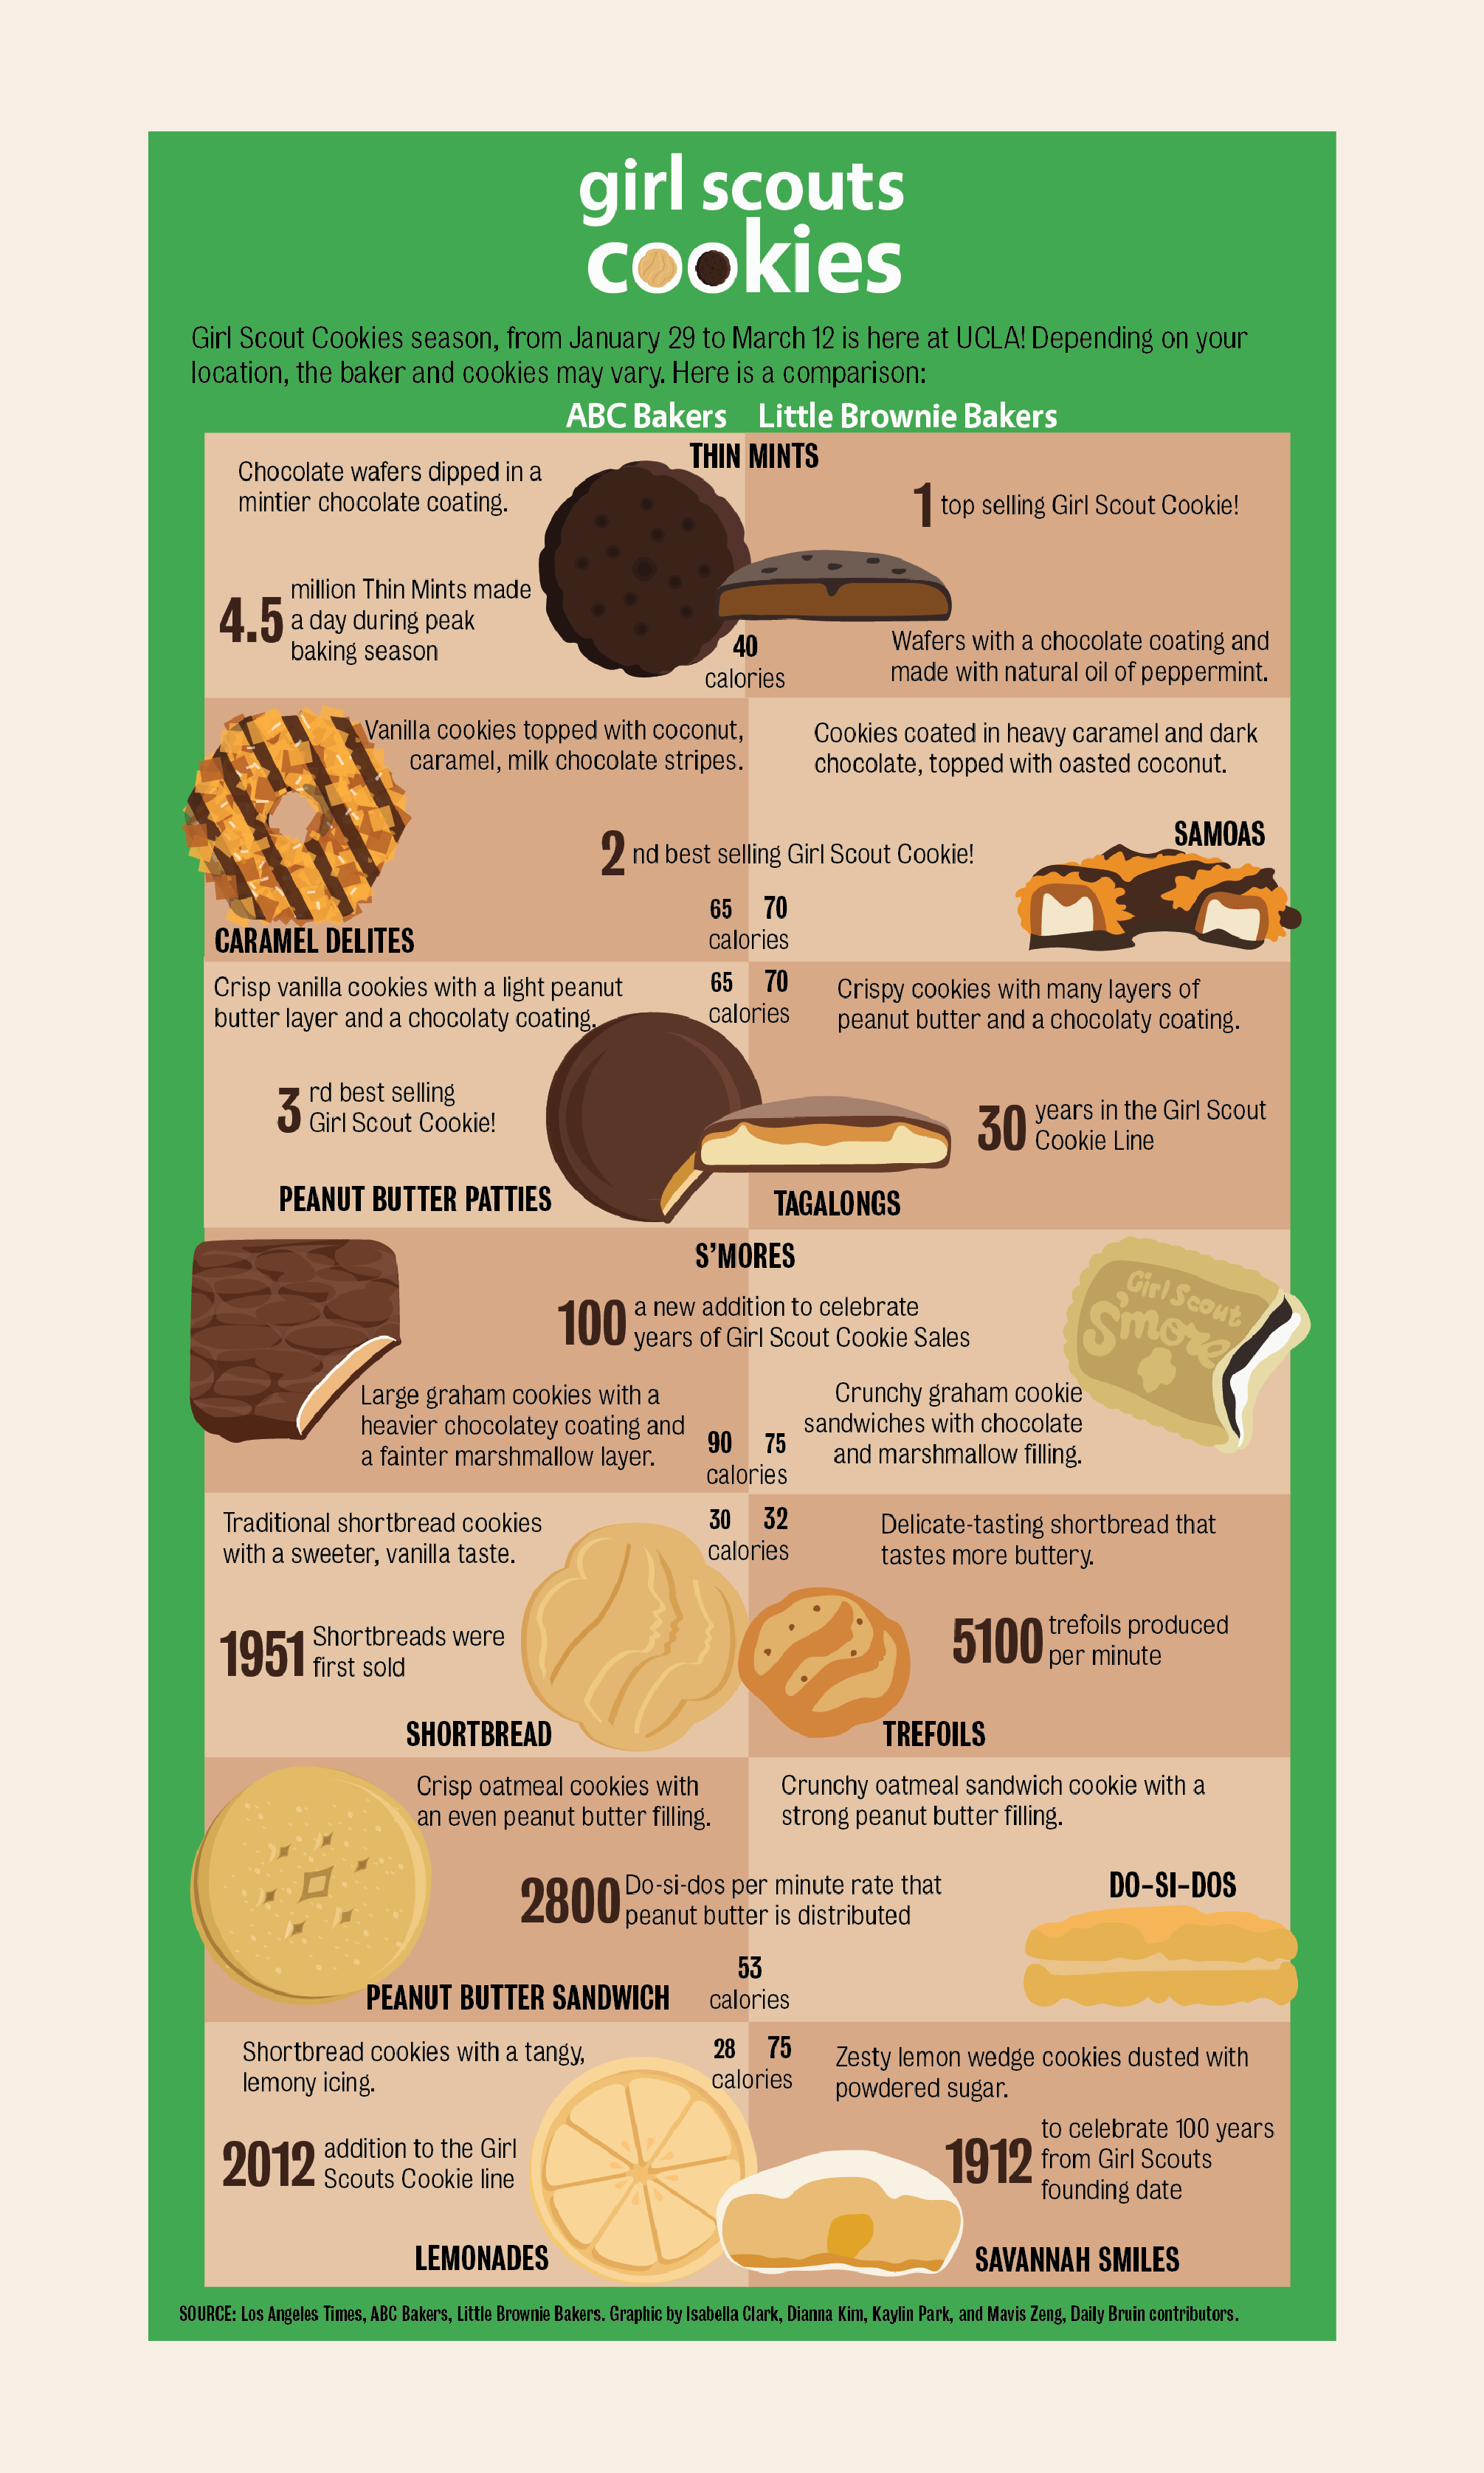 girl scouts
cookies
Girl Scout Cookies season, from January 29 to March 12 is here at UCLA! Depending on your
location, the baker and cookies may vary. Here is a comparison:
ABC Bakers Little Brownie Bakers
THIN MINTS
Chocolate wafers dipped in a
mintier chocolate coating.
1 top selling Girl Scout Cookie!
4.5 million Thin Mints made
a day during peak
baking season
40
calories
Wafers with a chocolate coating and
made with natural oil of peppermint.
Vanilla cookies topped with coconut,
caramel, milk chocolate stripes.
Cookies coated in heavy caramel and dark
chocolate, topped with oasted coconut.
SAMOAS
2 nd best selling Girl Scout Cookie!
65 70
calories
CARAMEL DELITES
Crisp vanilla cookies with a light peanut
butter layer and a chocolaty coating.
65 70
calories
Crispy cookies with many layers of
peanut butter and a chocolaty coating.
3 rd best selling
Girl Scout Cookie!
30 years in the Girl Scout
Cookie Line
PEANUT BUTTER PATTIES
TAGALONGS
S'MORES
100 a new addition to celebrate
years of Girl Scout Cookie Sales
Girl Scout
S'more
Large graham cookies with a
heavier chocolatey coating and
a fainter marshmallow layer.
90 75
calories
Crunchy graham cookie
sandwiches with chocolate
and marshmallow filling.
Traditional shortbread cookies
with a sweeter, vanilla taste.
30 32
calories
Delicate-tasting shortbread that
tastes more buttery.
1951 Shortbreads were
first sold
5100 trefoils produced
per minute
SHORTBREAD
TREFOILS
Crisp oatmeal cookies with
an even peanut butter filling.
Crunchy oatmeal sandwich cookie with a
strong peanut butter filling.
2800 Do-si-dos per minute rate that
peanut butter is distributed
DO-SI-DOS
53
calories
PEANUT BUTTER SANDWICH
Shortbread cookies with a tangy,
lemony icing.
28 75
calories
Zesty lemon wedge cookies dusted with
powdered sugar.
2012 addition to the Girl
Scouts Cookie line
1912 to celebrate 100 years
from Girl Scouts
founding date
LEMONADES
SAVANNAH SMILES
SOURCE: Los Angeles Times, ABC Bakers, Little Brownie Bakers. Graphic by Isabella Clark, Dianna Kim, Kaylin Park, and Mavis Zeng, Daily Bruin contributors.